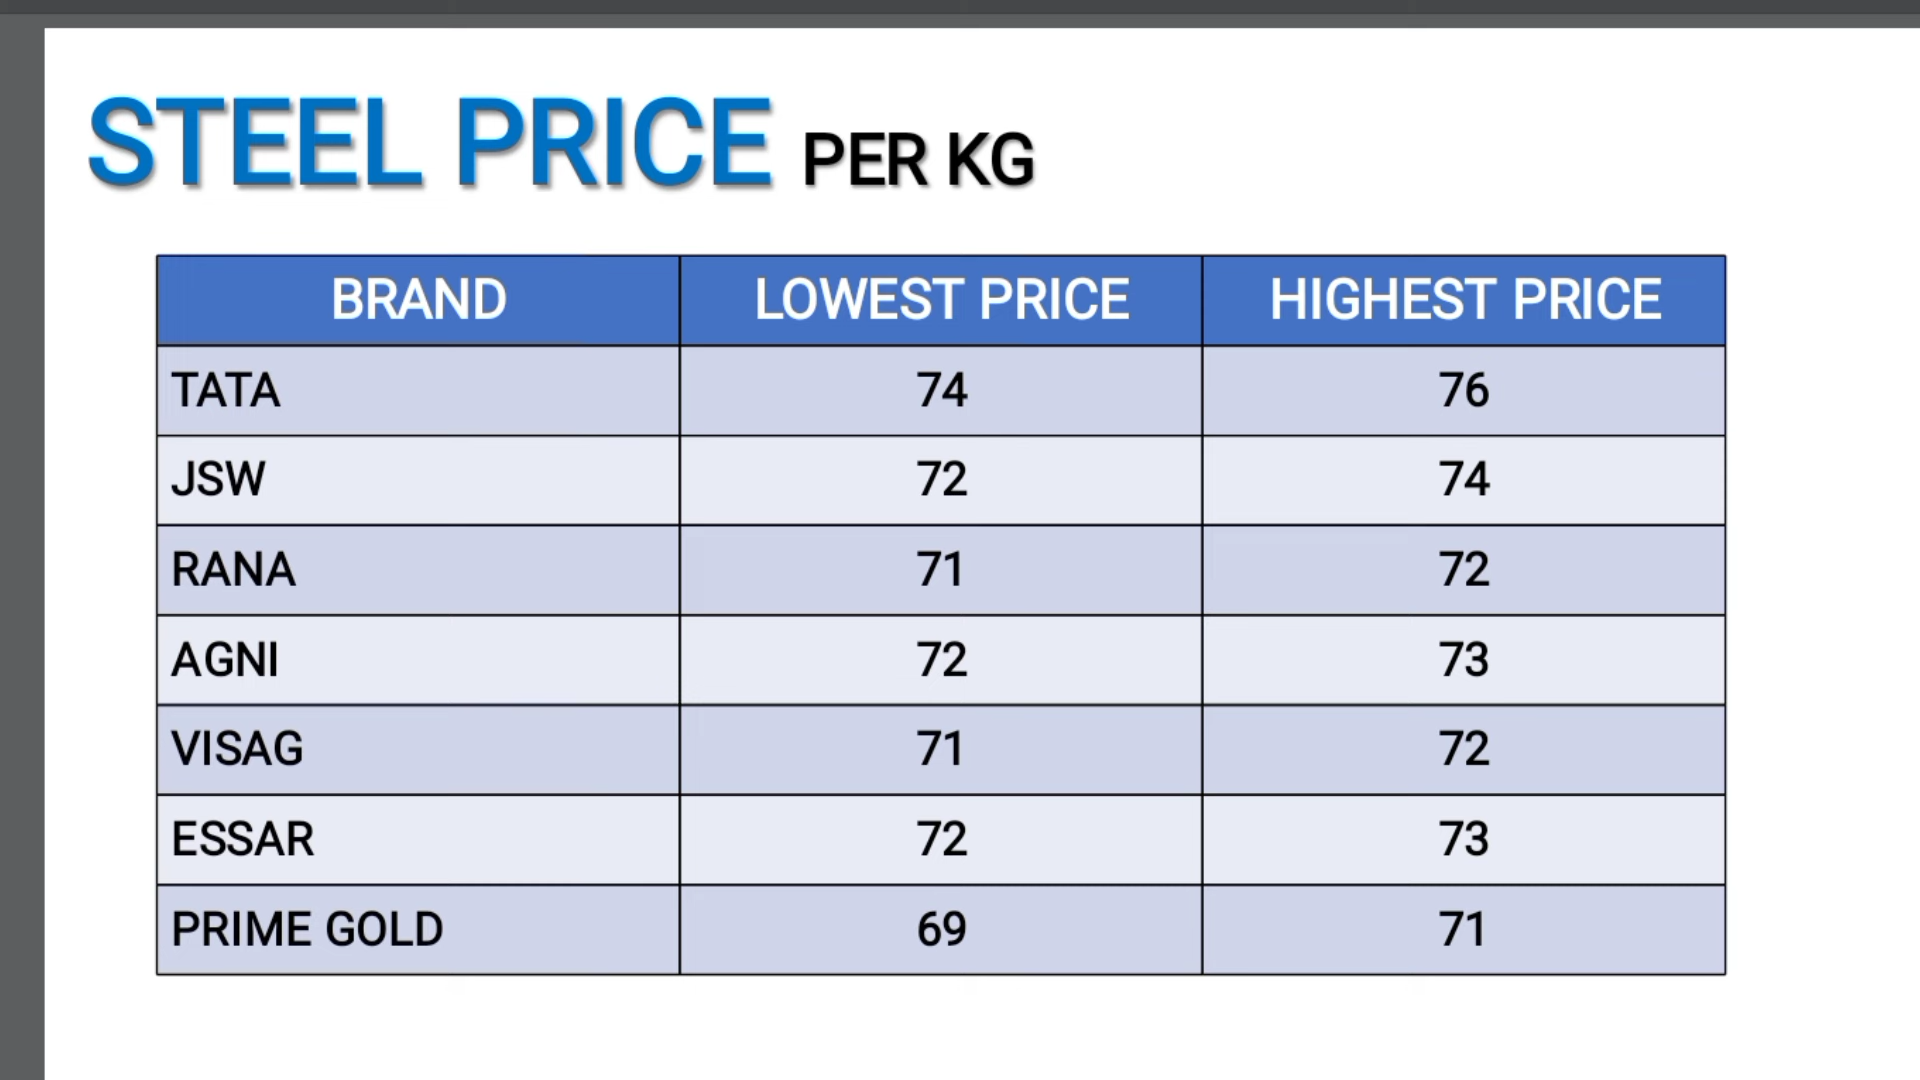 STEEL PRICE PER KG
BRAND LOWEST PRICE HIGHEST PRICE
TATA 74 76
JSW 72 74
RANA 71 72
AGNI 72 73
VISAG 71 72
ESSAR 72 73
PRIME GOLD 69 71